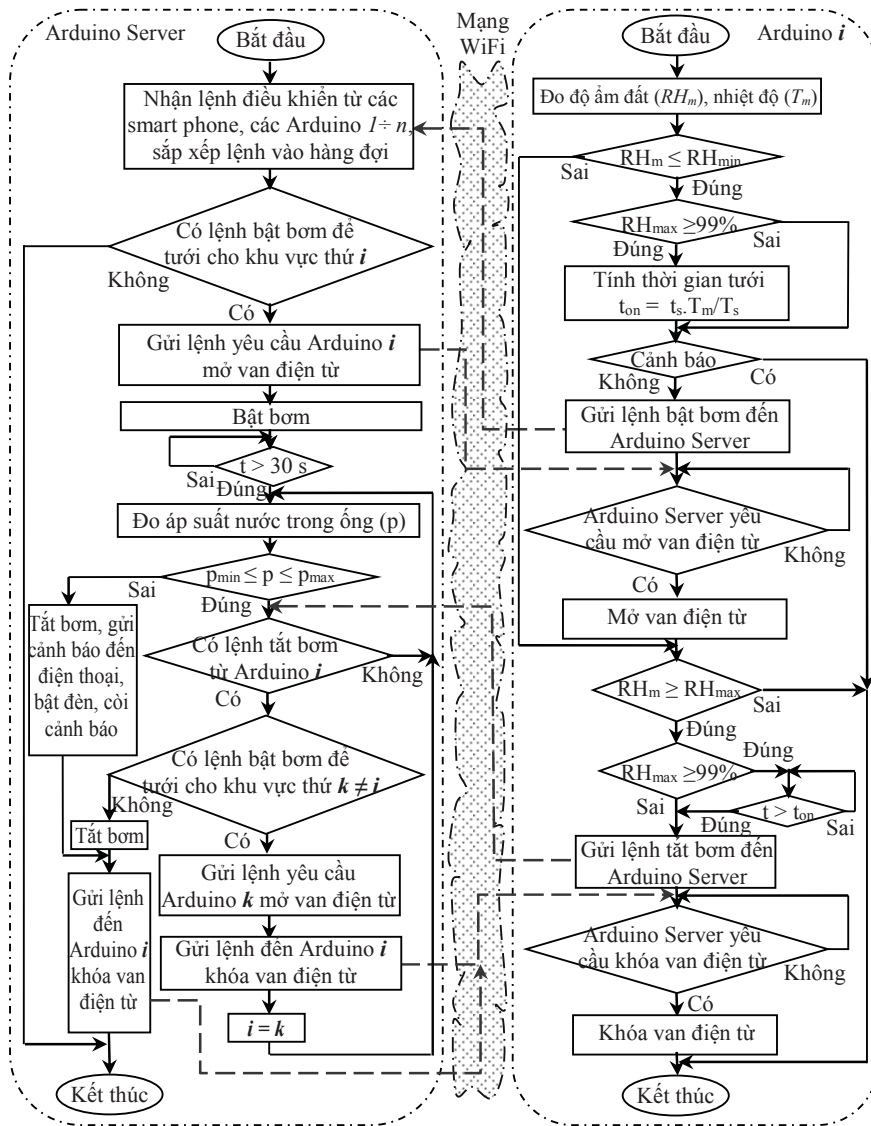 Arduino Server
Bắt đầu
Nhận lệnh điều khiển từ các
smart phone, các Arduino 1÷ n,
sắp xếp lệnh vào hàng đợi
Có lệnh bật bơm để
tưới cho khu vực thứ i
Không
Có
Gửi lệnh yêu cầu Arduino i
mở van điện từ
Bật bơm
t > 30 s
Sai
Đúng
Đo áp suất nước trong ống (p)
pmin ≤ p ≤ pmax
Sai
Đúng
Tắt bơm, gửi
cảnh báo đến
điện thoại,
bật đèn, còi
cảnh báo
Có lệnh tắt bơm
từ Arduino i
Không
Có
Có lệnh bật bơm để
tưới cho khu vực thứ k ≠ i
Không
Có
Tắt bơm
Gửi lệnh
đến
Arduino i
khóa van
điện từ
Gửi lệnh yêu cầu
Arduino k mở van điện từ
Gửi lệnh đến Arduino i
khóa van điện từ
i = k
Kết thúc
Mạng
WiFi
Arduino i
Bắt đầu
Đo độ ẩm đất (RHm), nhiệt độ (Tm)
RHm ≤ RHmin
Sai
Đúng
RHmax ≥99%
Sai
Đúng
Tính thời gian tưới
ton = ts.Tm/Ts
Cảnh báo
Không
Có
Gửi lệnh bật bơm đến
Arduino Server
Arduino Server yêu
cầu mở van điện từ
Không
Có
Mở van điện từ
RHm ≥ RHmax
Sai
Đúng
RHmax ≥99%
Đúng
Sai
t > ton
Đúng
Sai
Gửi lệnh tắt bơm đến
Arduino Server
Arduino Server yêu
cầu khóa van điện từ
Không
Có
Khóa van điện từ
Kết thúc